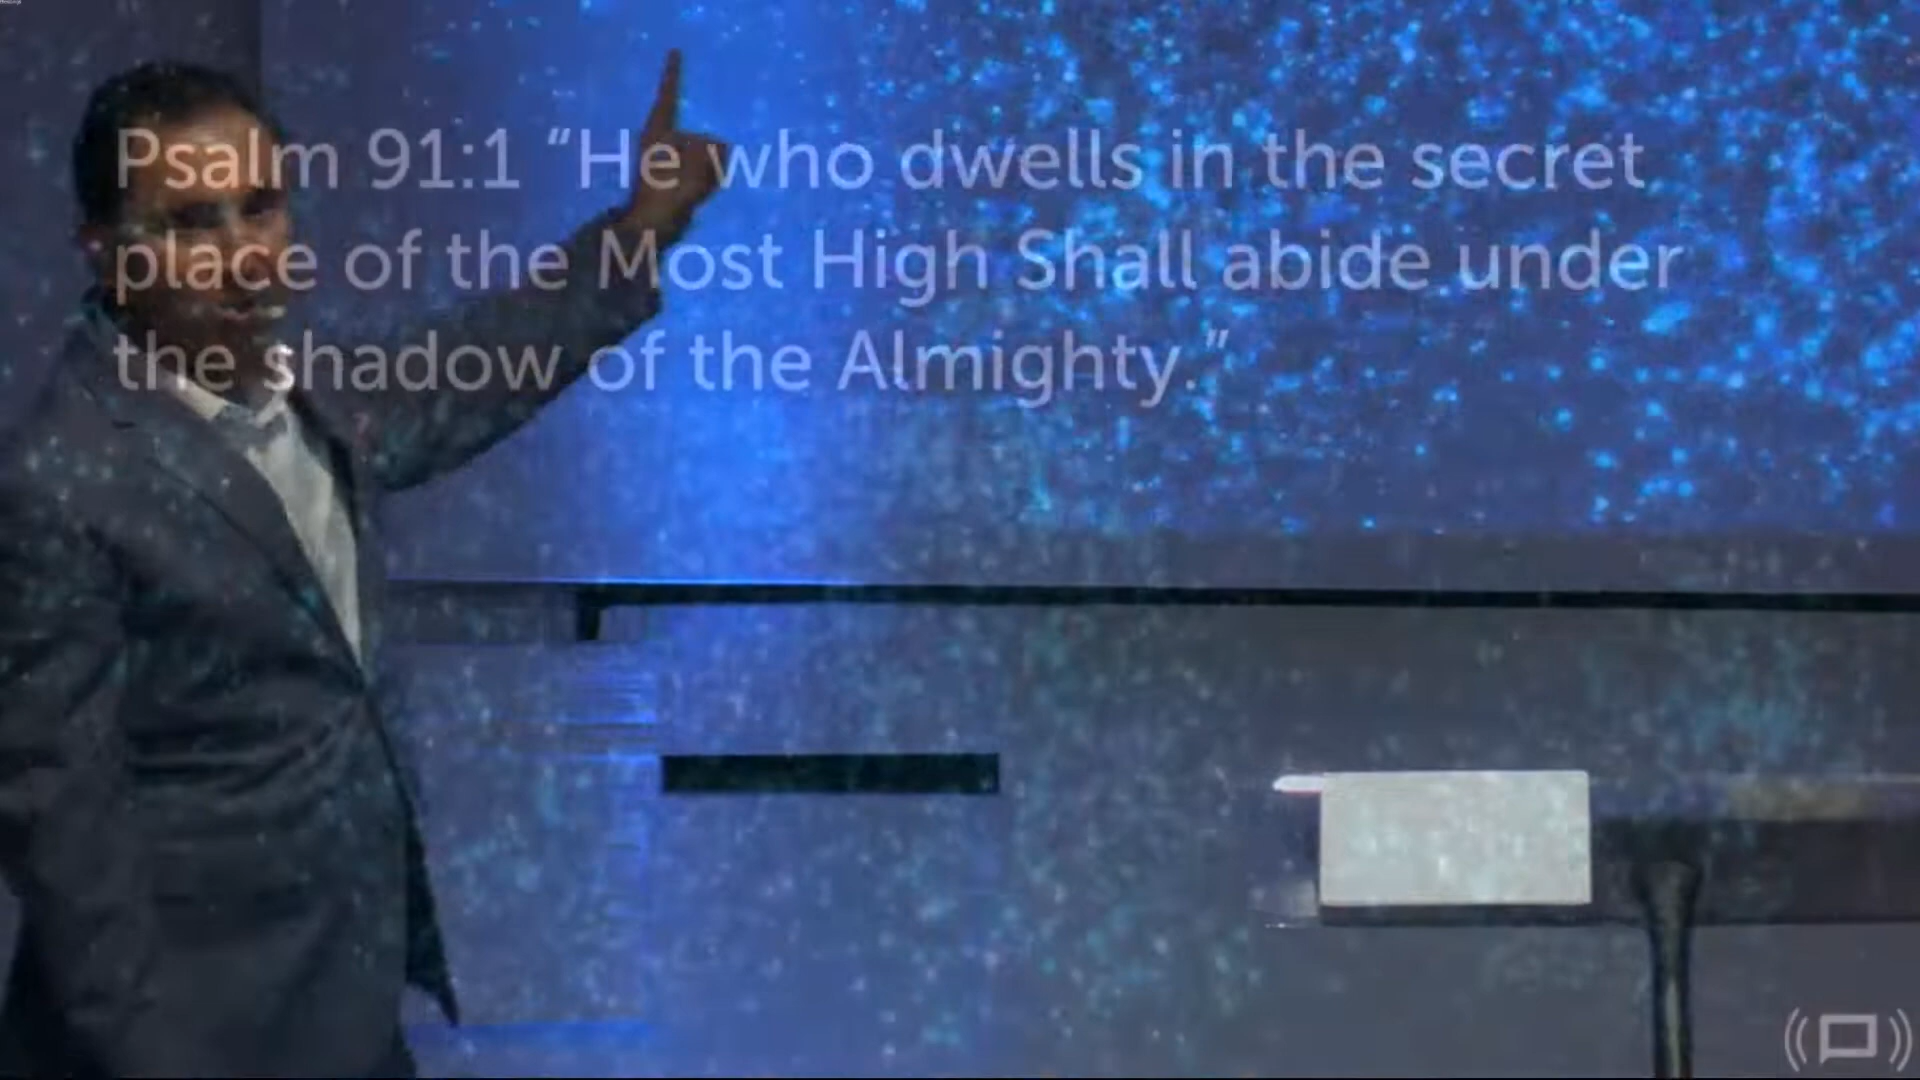 Psalm 91:1 “He who dwells in the secret
place of the Most High Shall abide under
the shadow of the Almighty.”